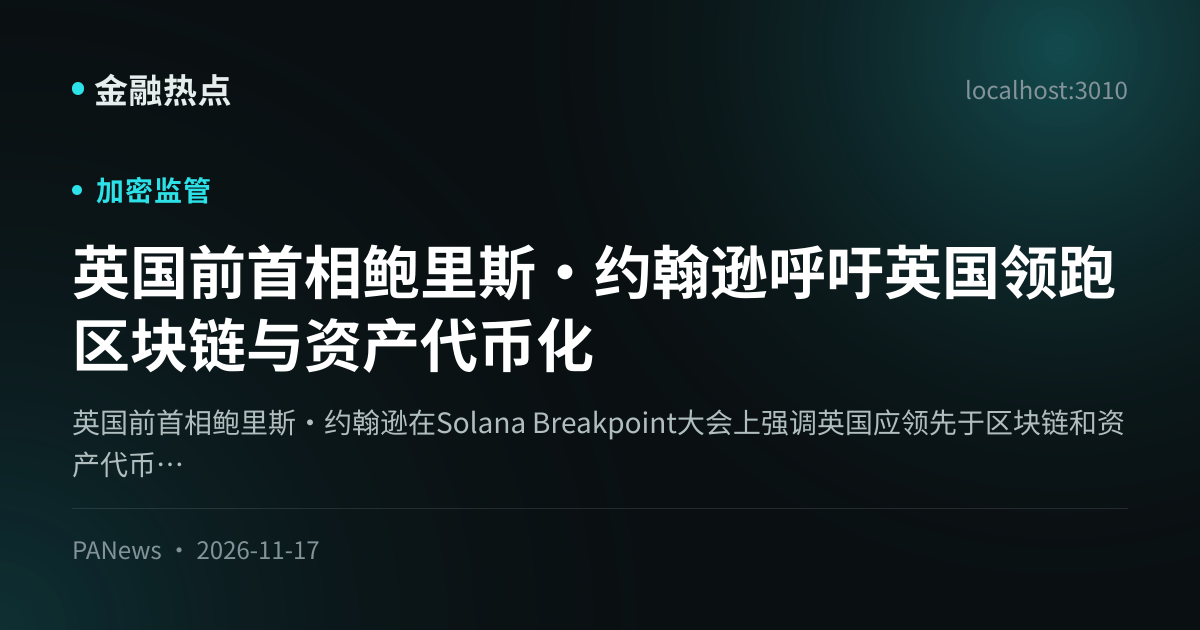 金融热点
localhost:3010
加密监管
英国前首相鲍里斯·约翰逊呼吁英国领跑
区块链与资产代币化
英国前首相鲍里斯·约翰逊在Solana Breakpoint大会上强调英国应领先于区块链和资
产代币…
PANews · 2026-11-17